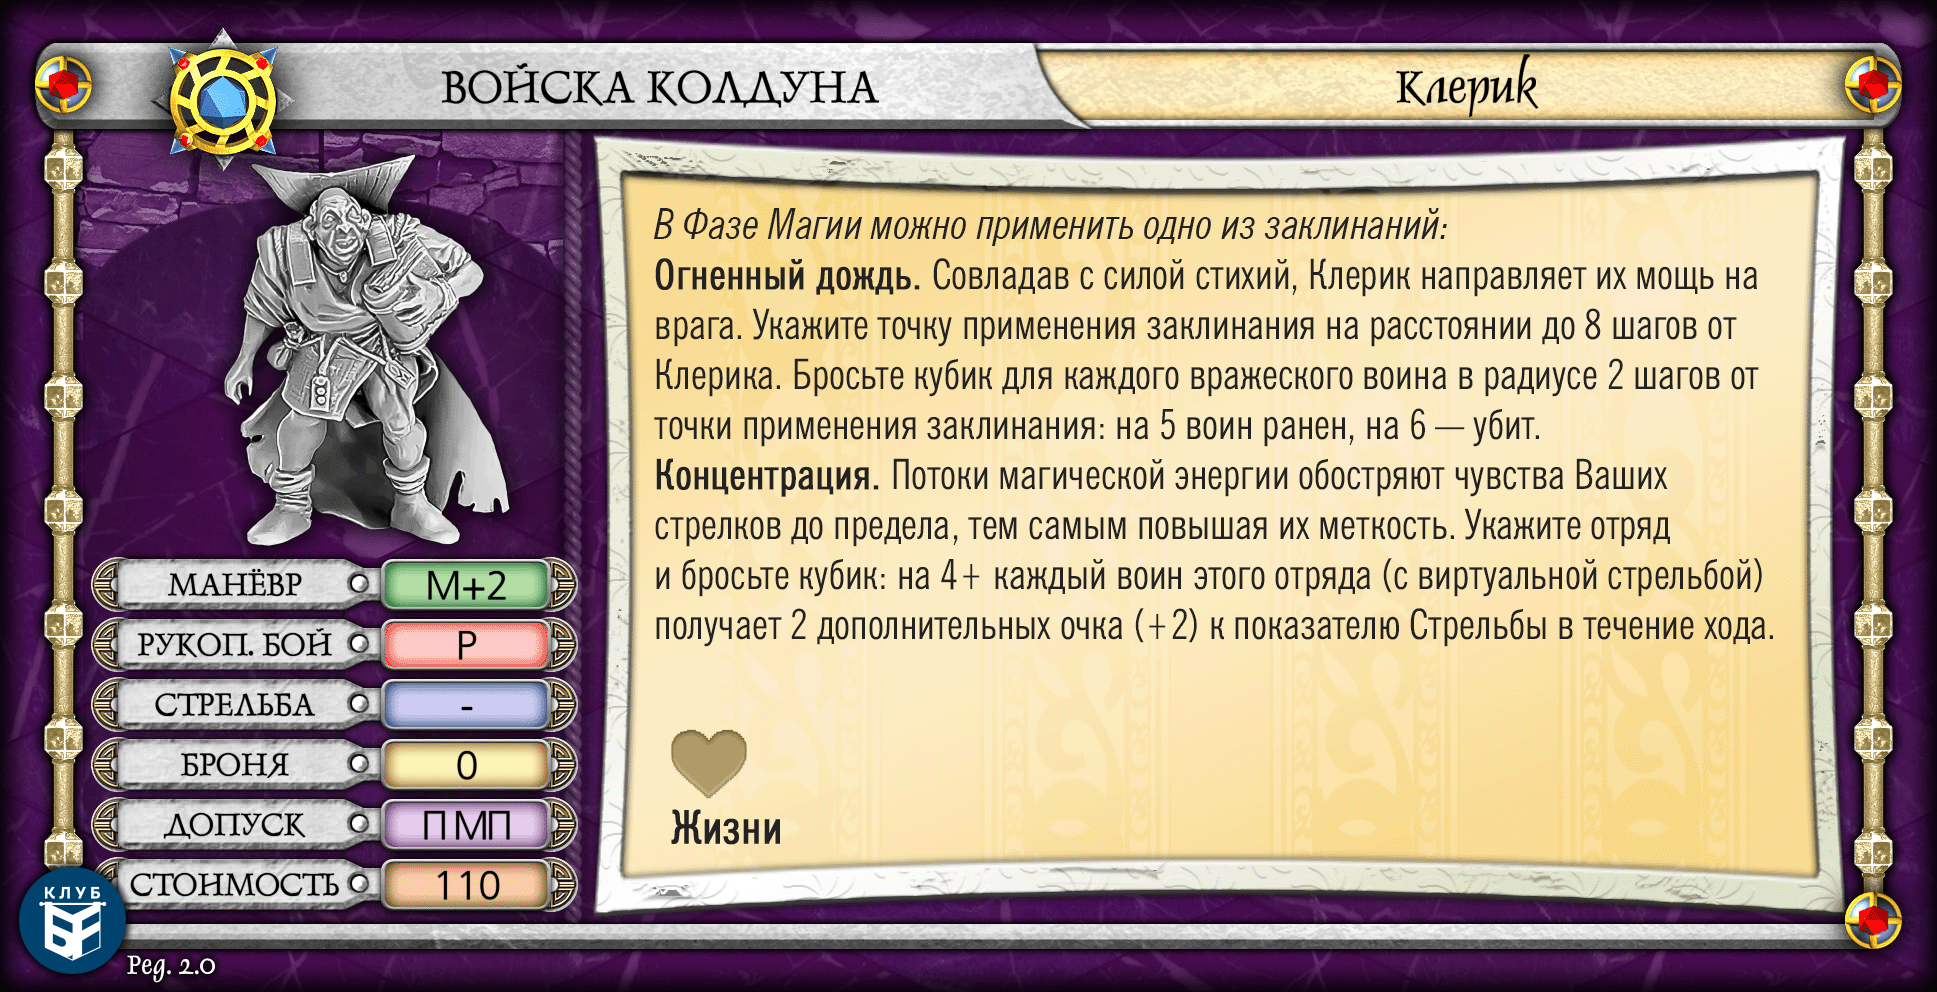 ВОЙСКА КОЛДУНА
Клерик
В Фазе Магии можно применить одно из заклинаний:
Огненный дождь. Совладав с силой стихий, Клерик направляет их мощь на
врага. Укажите точку применения заклинания на расстоянии до 8 шагов от
Клерика. Бросьте кубик для каждого вражеского воина в радиусе 2 шагов от
точки применения заклинания: на 5 воин ранен, на 6 — убит.
Концентрация. Потоки магической энергии обостряют чувства Ваших
стрелков до предела, тем самым повышая их меткость. Укажите отряд
и бросьте кубик: на 4+ каждый воин этого отряда (с виртуальной стрельбой)
получает 2 дополнительных очка (+2) к показателю Стрельбы в течение хода.
Жизни
МАНЁВР М+2
РУКОП. БОЙ Р
СТРЕЛЬБА -
БРОНЯ 0
ДОПУСК П МП
СТОИМОСТЬ 110
КЛУБ
БГ
Ред. 2.0